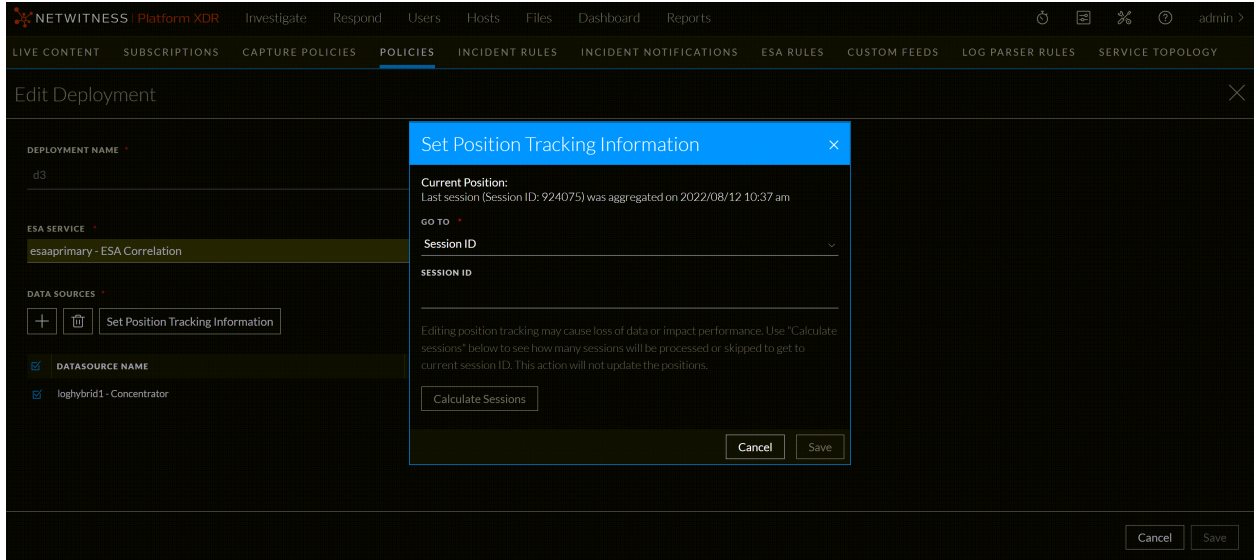 NETWITNESS Platform XDR Investigate Respond Users Hosts Files Dashboard Reports admin >
LIVE CONTENT SUBSCRIPTIONS CAPTURE POLICIES POLICIES INCIDENT RULES INCIDENT NOTIFICATIONS ESA RULES CUSTOM FEEDS LOG PARSER RULES SERVICE TOPOLOGY
Edit Deployment
DEPLOYMENT NAME *
d3
ESA SERVICE *
esaaprimary - ESA Correlation
DATA SOURCES *
Set Position Tracking Information
DATASOURCE NAME
loghybrid1 - Concentrator
Set Position Tracking Information
Current Position:
Last session (Session ID: 924075) was aggregated on 2022/08/12 10:37 am
GO TO *
Session ID
SESSION ID
Editing position tracking may cause loss of data or impact performance. Use "Calculate
sessions" below to see how many sessions will be processed or skipped to get to
current session ID. This action will not update the positions.
Calculate Sessions
Cancel Save
Cancel Save